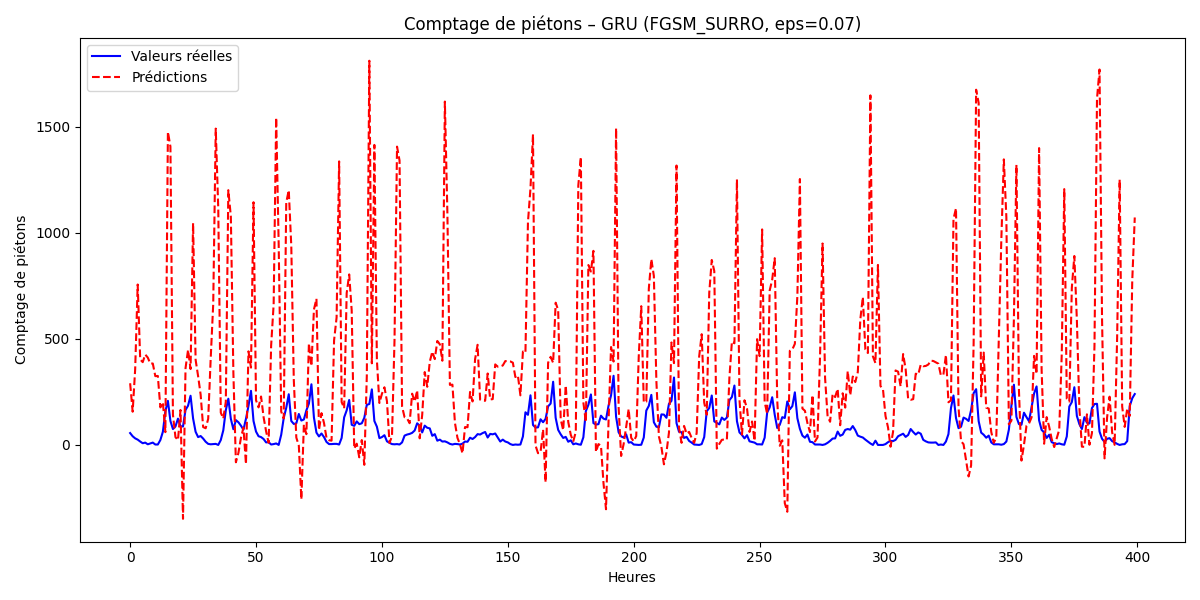 Comptage de piétons – GRU (FGSM_SURRO, eps=0.07)
Valeurs réelles
Prédictions
Comptage de piétons
1500
1000
500
0
0 50 100 150 200 250 300 350 400
Heures